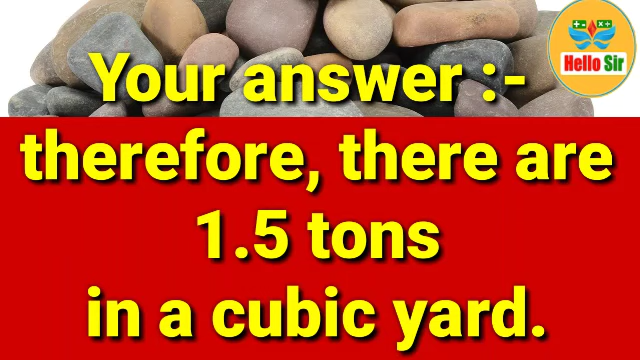 Hello Sir
Your answer :-
therefore, there are
1.5 tons
in a cubic yard.